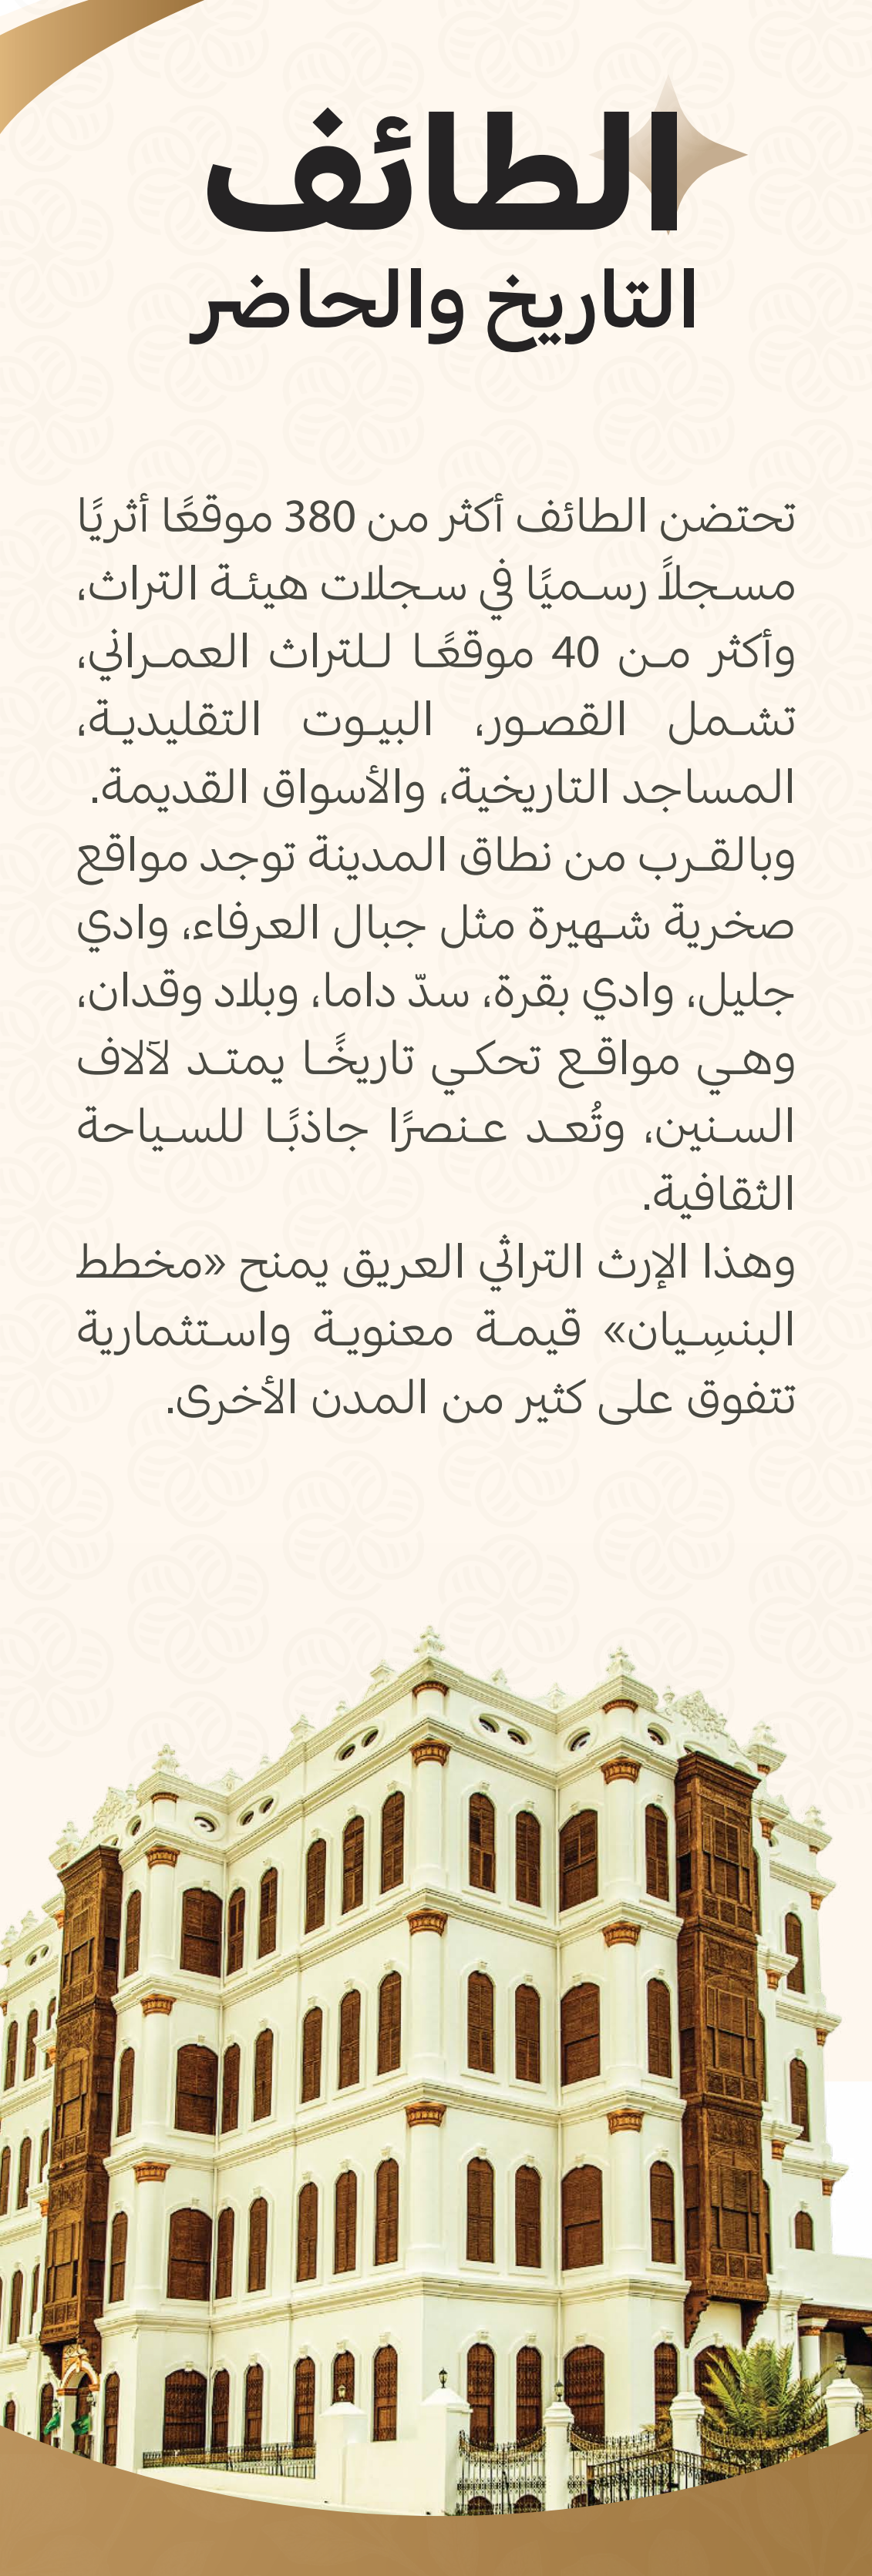 الطائف
التاريخ والحاضر
تحتضن الطائف أكثر من 380 موقعًا أثريًا
مسجلاً رسميًا في سجلات هيئة التراث،
وأكثر من 40 موقعًا للتراث العمراني،
تشمل القصور، البيوت التقليدية،
المساجد التاريخية، والأسواق القديمة.
وبالقرب من نطاق المدينة توجد مواقع
صخرية شهيرة مثل جبال العرفاء، وادي
جليل، وادي بقرة، سدّ داما، وبلاد وقدان،
وهي مواقع تحكي تاريخًا يمتد لآلاف
السنين، وتُعد عنصرًا جاذبًا للسياحة
الثقافية.
وهذا الإرث التراثي العريق يمنح «مخطط
البنسِيان» قيمة معنوية واستثمارية
تتفوق على كثير من المدن الأخرى.